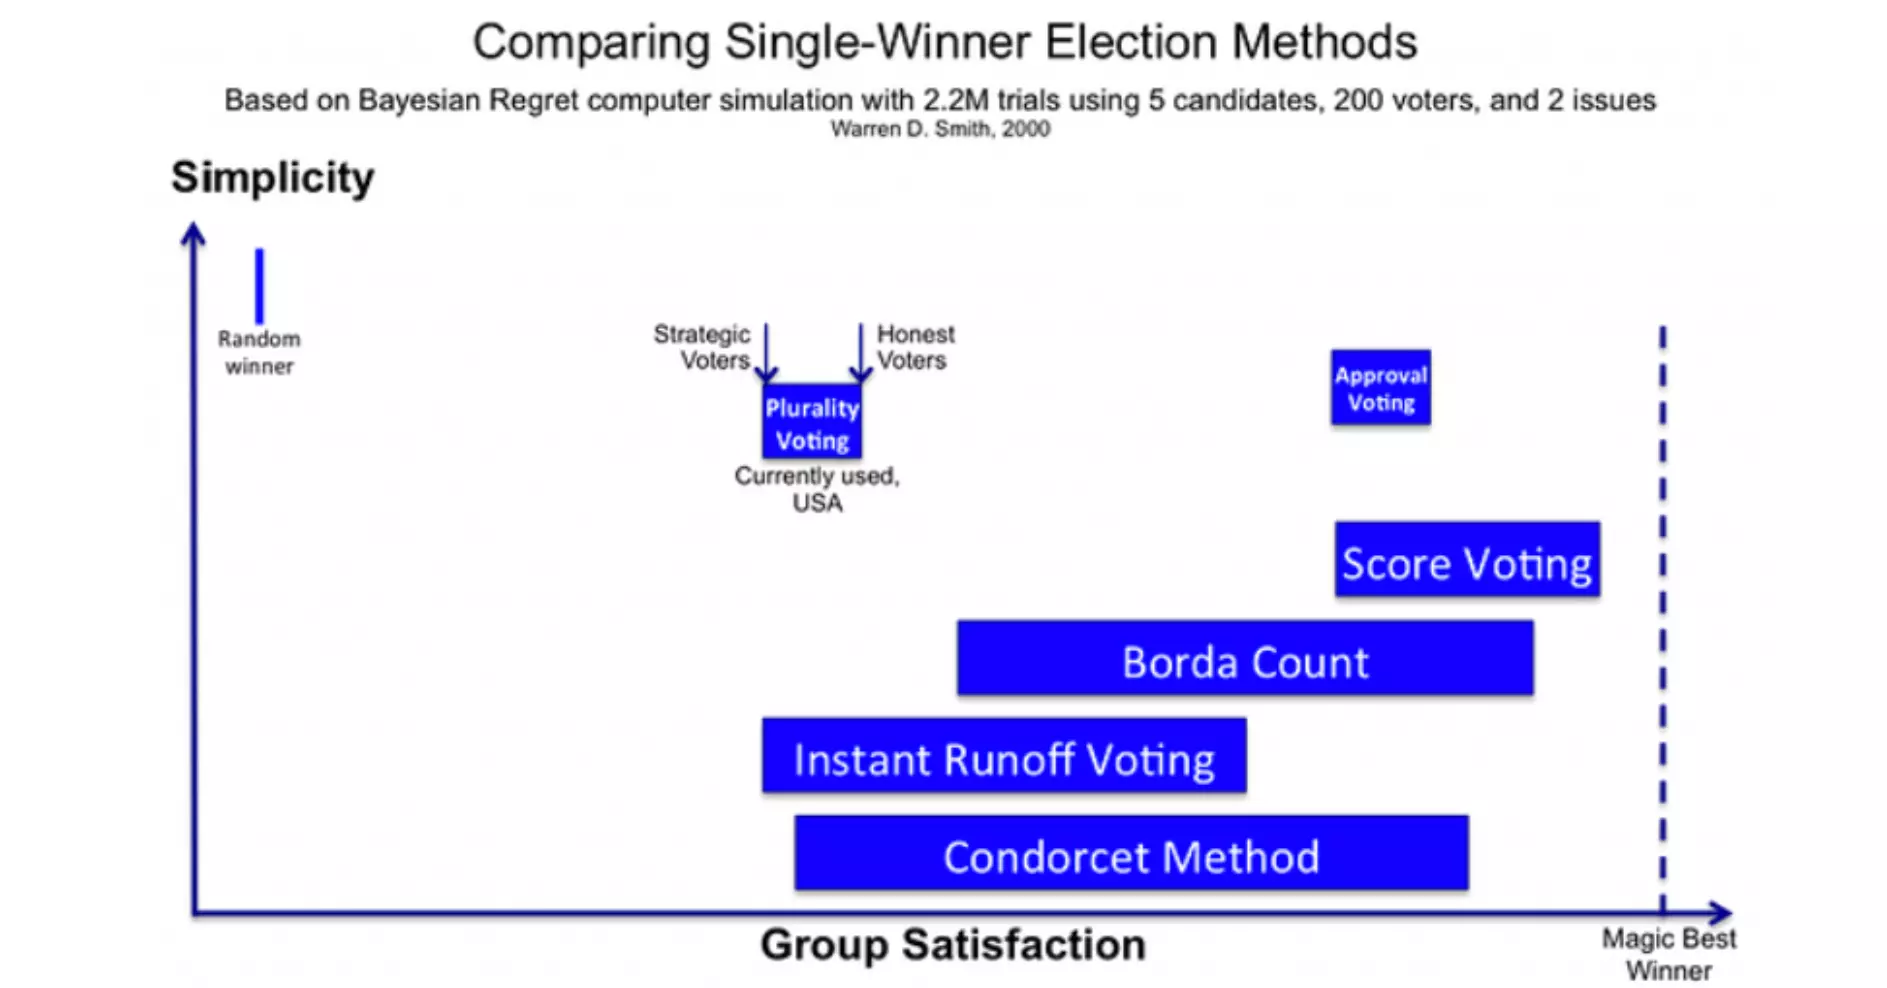 Comparing Single-Winner Election Methods
Based on Bayesian Regret computer simulation with 2.2M trials using 5 candidates, 200 voters, and 2 issues
Warren D. Smith, 2000
Simplicity
Random
winner
Strategic
Voters
Honest
Voters
Plurality
Voting
Currently used,
USA
Approval
Voting
Score Voting
Borda Count
Instant Runoff Voting
Condorcet Method
Group Satisfaction
Magic Best
Winner